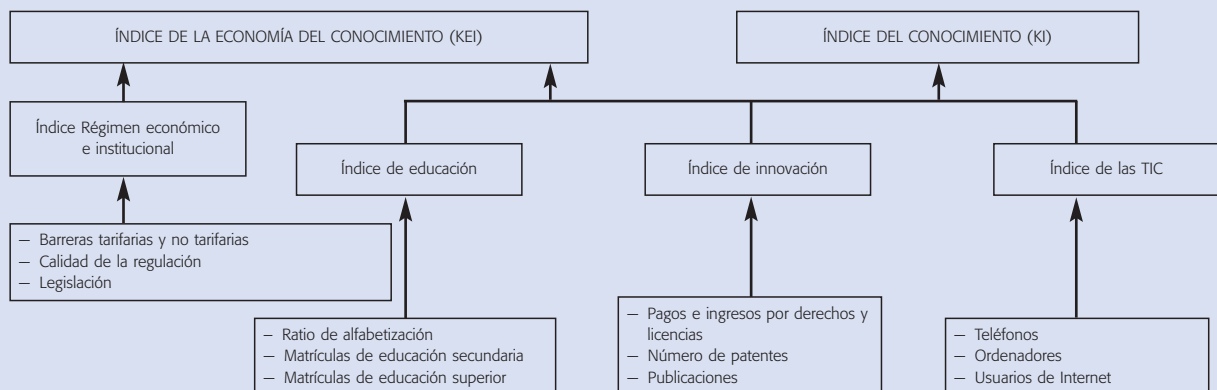 ÍNDICE DE LA ECONOMÍA DEL CONOCIMIENTO (KEI)
ÍNDICE DEL CONOCIMIENTO (KI)
Índice Régimen económico
e institucional
Índice de educación
Índice de innovación
Índice de las TIC
– Barreras tarifarias y no tarifarias
– Calidad de la regulación
– Legislación
– Ratio de alfabetización
– Matrículas de educación secundaria
– Matrículas de educación superior
– Pagos e ingresos por derechos y
licencias
– Número de patentes
– Publicaciones
– Teléfonos
– Ordenadores
– Usuarios de Internet